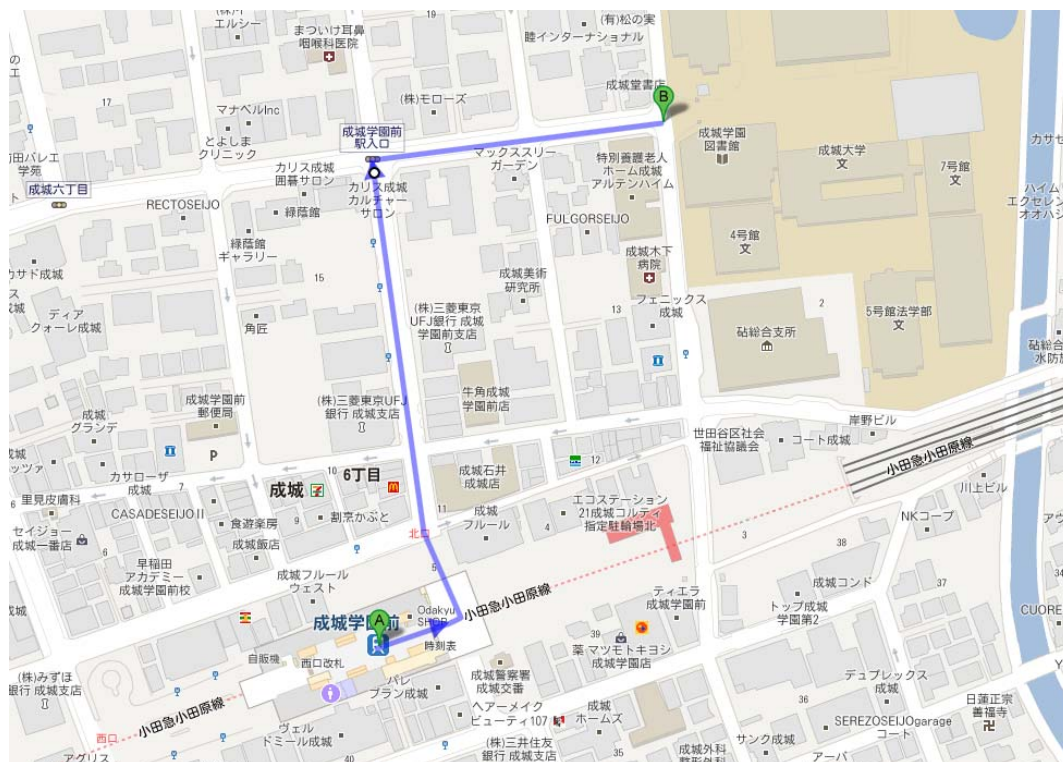 エルシー
まついけ耳鼻
咽喉科医院
19
(有)松の実
睦インターナショナル
成城堂書店
B
17
マナベルInc
(株)モローズ
とよしま
クリニック
成城学園前
駅入口
成城学園
図書館
成城大学
文
7号館
文
学苑
成城六丁目
カリス成城
囲碁サロン
カリス成城
カルチャー
サロン
マックススリー
ガーデン
特別養護老人
ホーム成城
アルテンハイム
RECTOSEIJO
緑蔭館
緑蔭館
ギャラリー
FULGORSEIJO
4号館
文
カサド成城
15
成城美術
研究所
成城木下
病院
ディア
クォーレ成城
角匠
(株)三菱東京
UFJ銀行 成城
学園前支店
13
フェニックス
成城
2
砧総合支所
5号館法学部
文
砧総合
成城学園前
郵便局
(株)三菱東京UFJ
銀行 成城支店
牛角成城
学園前店
成城
グランデ
P
カサローザ
成城
7
成城
6丁目
10
成城石井
成城店
12
世田谷区社会
福祉協議会
コート成城
岸野ビル
小田急小田原線
川上ビル
里見皮膚科
CASADESEIJO II
セイジョー
成城一番店
食遊楽房
9
割烹かぷと
成城飯店
北口
11
成城
フルール
4
エコステーション
21成城コルティ
指定駐輪場北
3
NKコープ
38
6
8
早稲田
アカデミー
成城学園前校
成城フルール
ウェスト
5
小田急小田原線
成城コンド
37
成城学園前
A
Odakyu
SHOP
時刻表
ティエラ
成城学園前
トップ成城
学園第2
CUORE
自販機
西口改札
39
薬 マツモトキヨシ
成城学園店
(株)みずほ
銀行 成城支店
パレ
ブラン成城
成城警察署
成城交番
デュプレックス
成城
小田急小田原線
西口
ヴェル
ドミール成城
ヘアーメイク
ビューティ107
成城
ホームズ
36
日蓮正宗
善福寺
SEREZOSEIJOgarage
コート
アグリス
40
(株)三井住友
銀行 成城支店
35
成城外科
サンク成城
アーバ